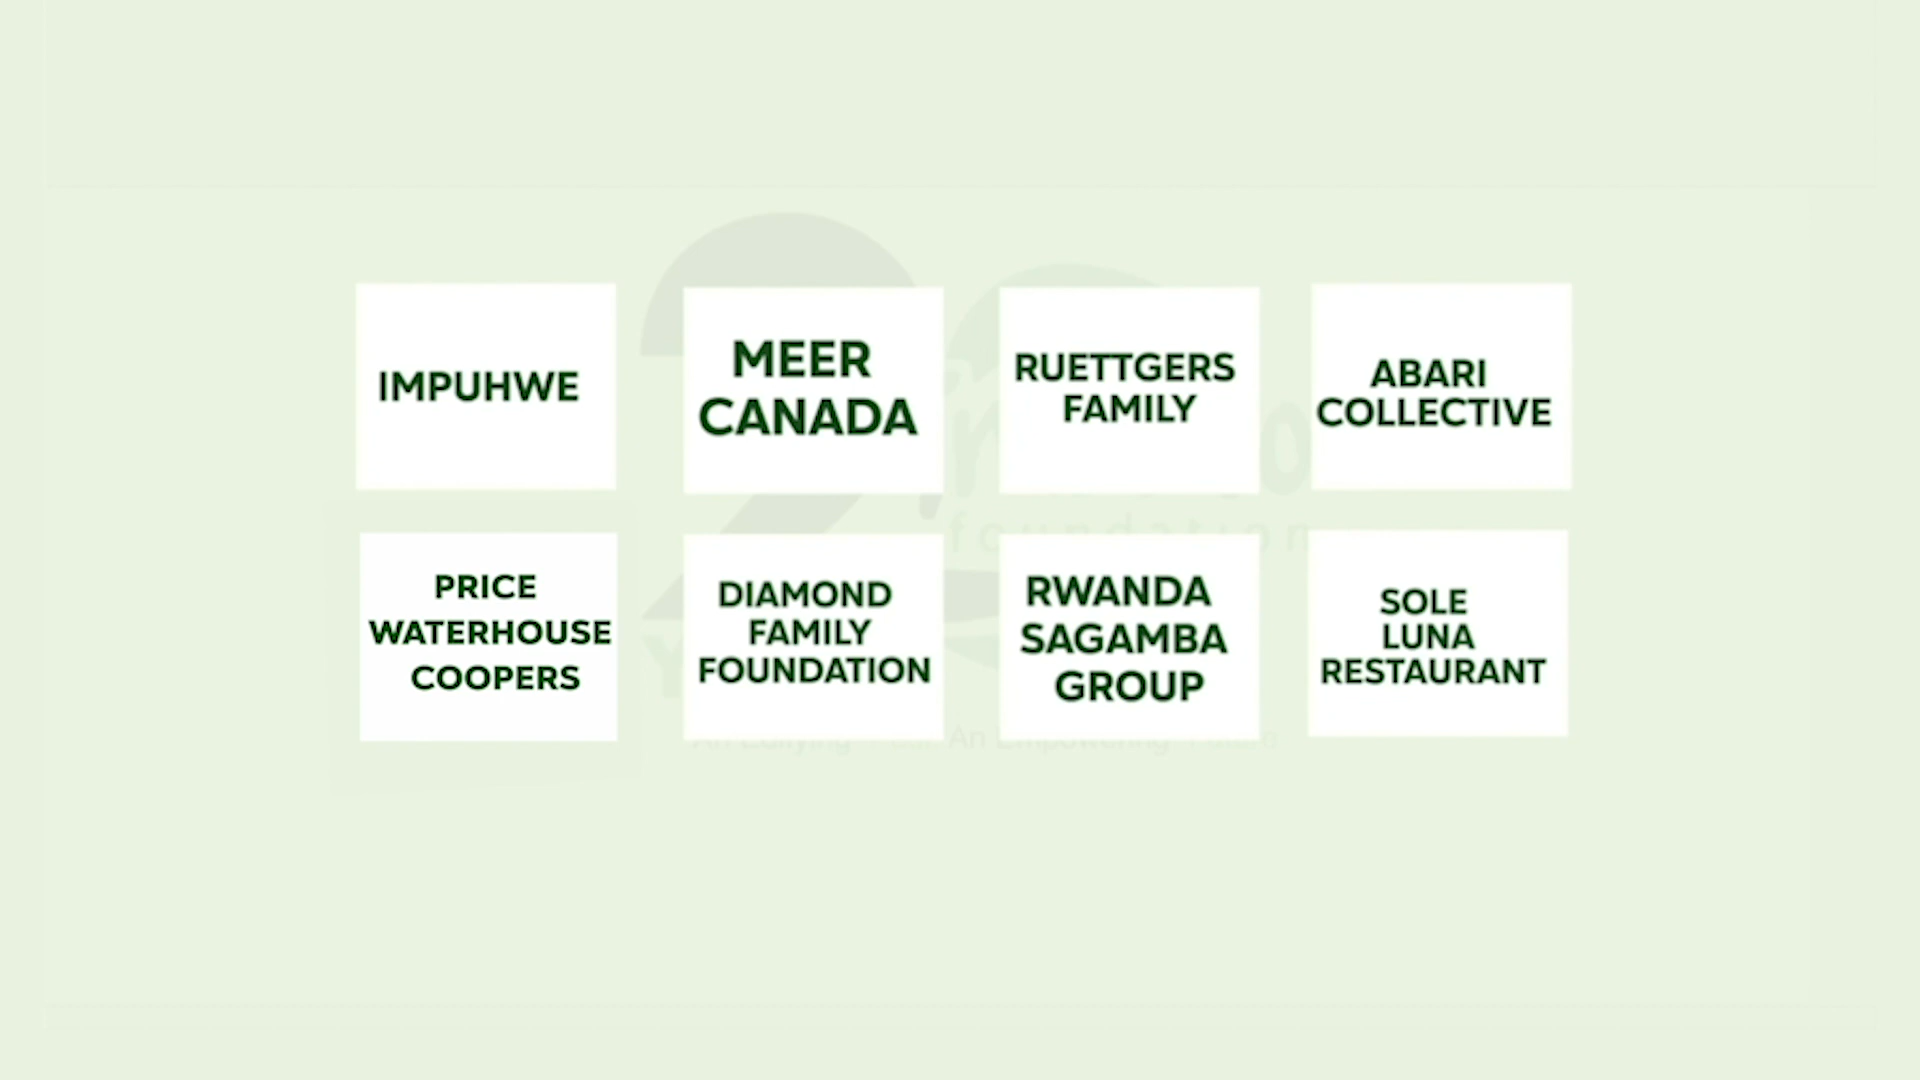 IMPUHWE
MEER
CANADA
RUETTGERS
FAMILY
ABARI
COLLECTIVE
PRICE
WATERHOUSE
COOPERS
DIAMOND
FAMILY
FOUNDATION
RWANDA
SAGAMBA
GROUP
SOLE
LUNA
RESTAURANT
foundation